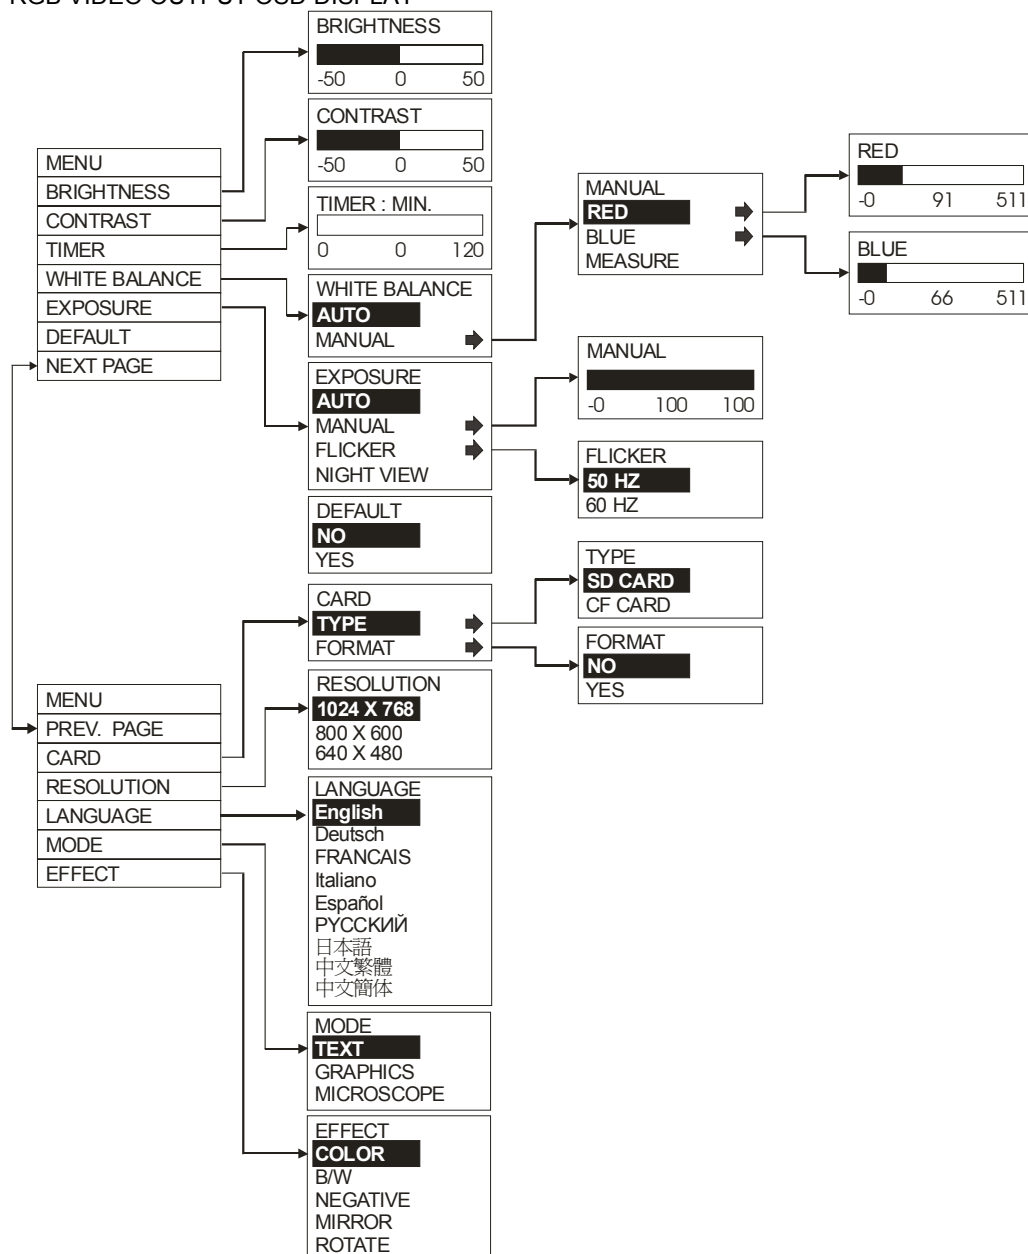 RGB VIDEO OUTPUT OSD DISPLAY
MENU
BRIGHTNESS
CONTRAST
TIMER
WHITE BALANCE
EXPOSURE
DEFAULT
NEXT PAGE
BRIGHTNESS
-50 0 50
CONTRAST
-50 0 50
TIMER : MIN.
0 0 120
WHITE BALANCE
AUTO
MANUAL
EXPOSURE
AUTO
MANUAL
FLICKER
NIGHT VIEW
DEFAULT
NO
YES
MANUAL
RED
BLUE
MEASURE
RED
-0 91 511
BLUE
-0 66 511
MANUAL
-0 100 100
FLICKER
50 HZ
60 HZ
MENU
PREV. PAGE
CARD
RESOLUTION
LANGUAGE
MODE
EFFECT
CARD
TYPE
FORMAT
TYPE
SD CARD
CF CARD
FORMAT
NO
YES
RESOLUTION
1024 X 768
800 X 600
640 X 480
LANGUAGE
English
Deutsch
FRANCAIS
Italiano
Español
РУССКИЙ
日本語
中文繁體
中文簡体
MODE
TEXT
GRAPHICS
MICROSCOPE
EFFECT
COLOR
B/W
NEGATIVE
MIRROR
ROTATE